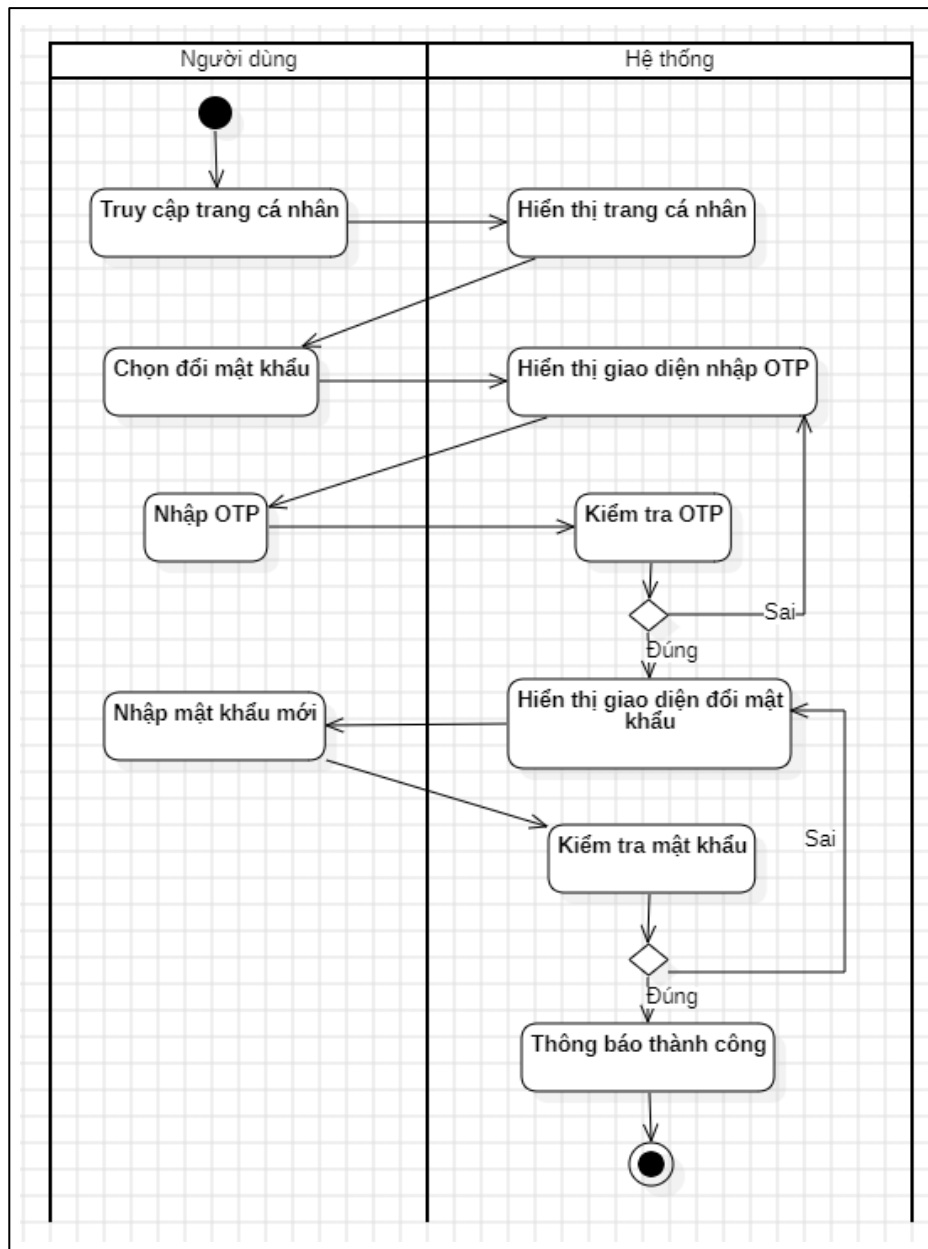 Người dùng
Hệ thống
Truy cập trang cá nhân
Hiển thị trang cá nhân
Chọn đổi mật khẩu
Hiển thị giao diện nhập OTP
Nhập OTP
Kiểm tra OTP
Sai
Đúng
Nhập mật khẩu mới
Hiển thị giao diện đổi mật
khẩu
Kiểm tra mật khẩu
Sai
Đúng
Thông báo thành công